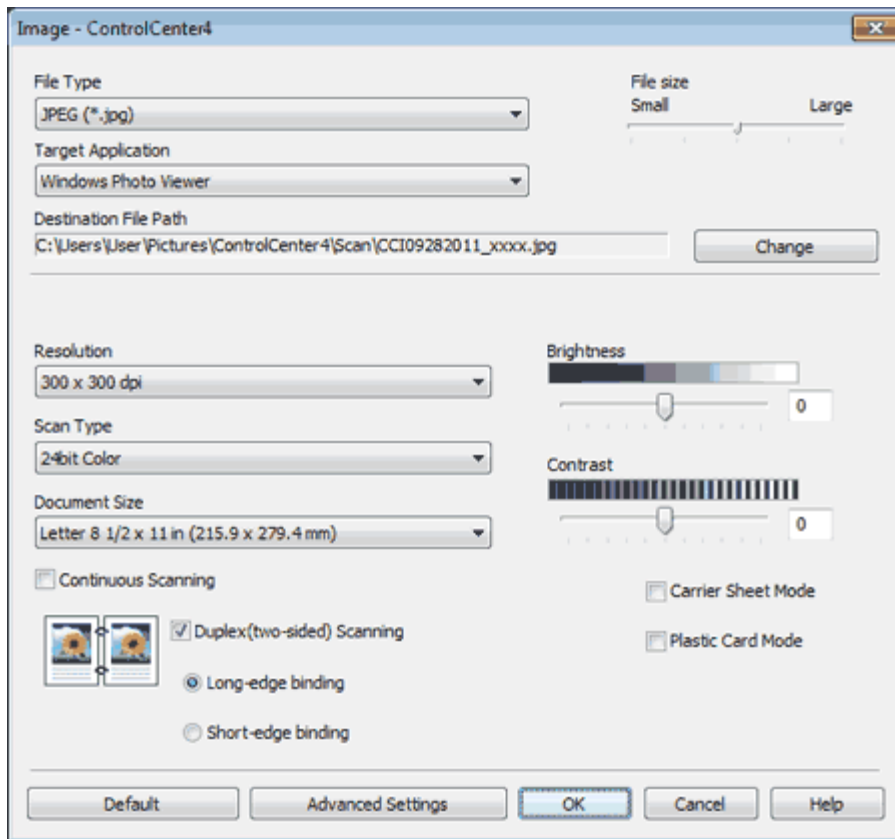 Image - ControlCenter4
File Type
JPEG (*.jpg)
File size
Small Large
Target Application
Windows Photo Viewer
Destination File Path
C:\Users\User\Pictures\ControlCenter4\Scan\CCI09282011_xxxx.jpg
Change
Resolution
300 x 300 dpi
Scan Type
24bit Color
Document Size
Letter 8 1/2 x 11 in (215.9 x 279.4 mm)
Brightness
0
Contrast
0
Continuous Scanning
Duplex(two-sided) Scanning
Long-edge binding
Short-edge binding
Carrier Sheet Mode
Plastic Card Mode
Default Advanced Settings OK Cancel Help